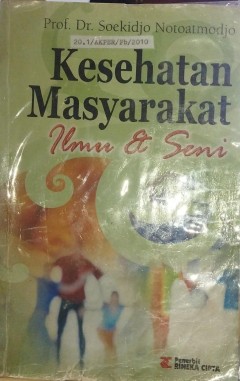 Prof. Dr. Soekidjo Notoatmodjo
Kesehatan
Masyarakat
Ilmu & Seni
Penerbit
RINEKA CIPTA